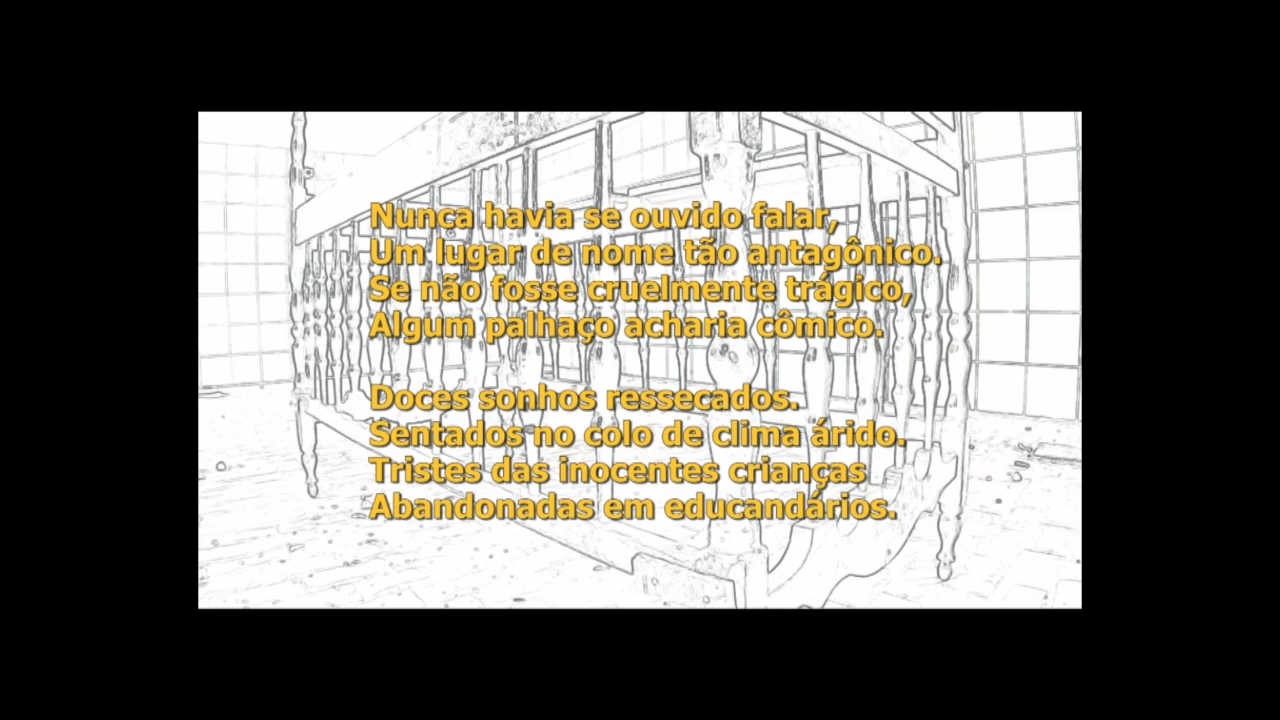 Nunca havia se ouvido falar,
Um lugar de nome tão antagônico.
Se não fosse cruelmente trágico,
Algum palhaço acharia cômico.
Doces sonhos ressecados.
Sentados no colo de clima árido.
Tristes das inocentes crianças
Abandonadas em educandários.